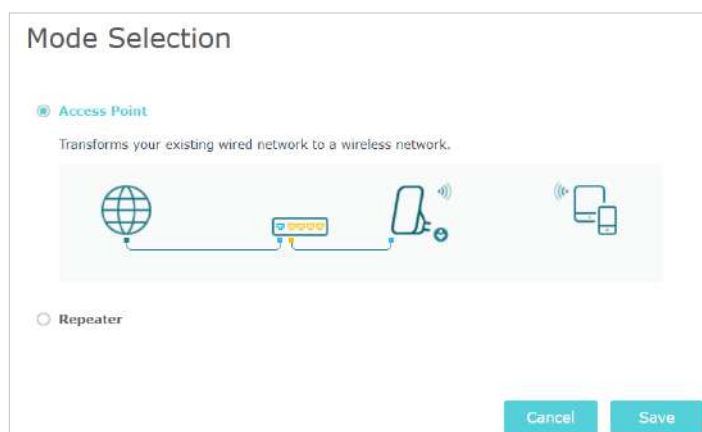 Mode Selection
Access Point
Transforms your existing wired network to a wireless network.
Repeater
Cancel Save